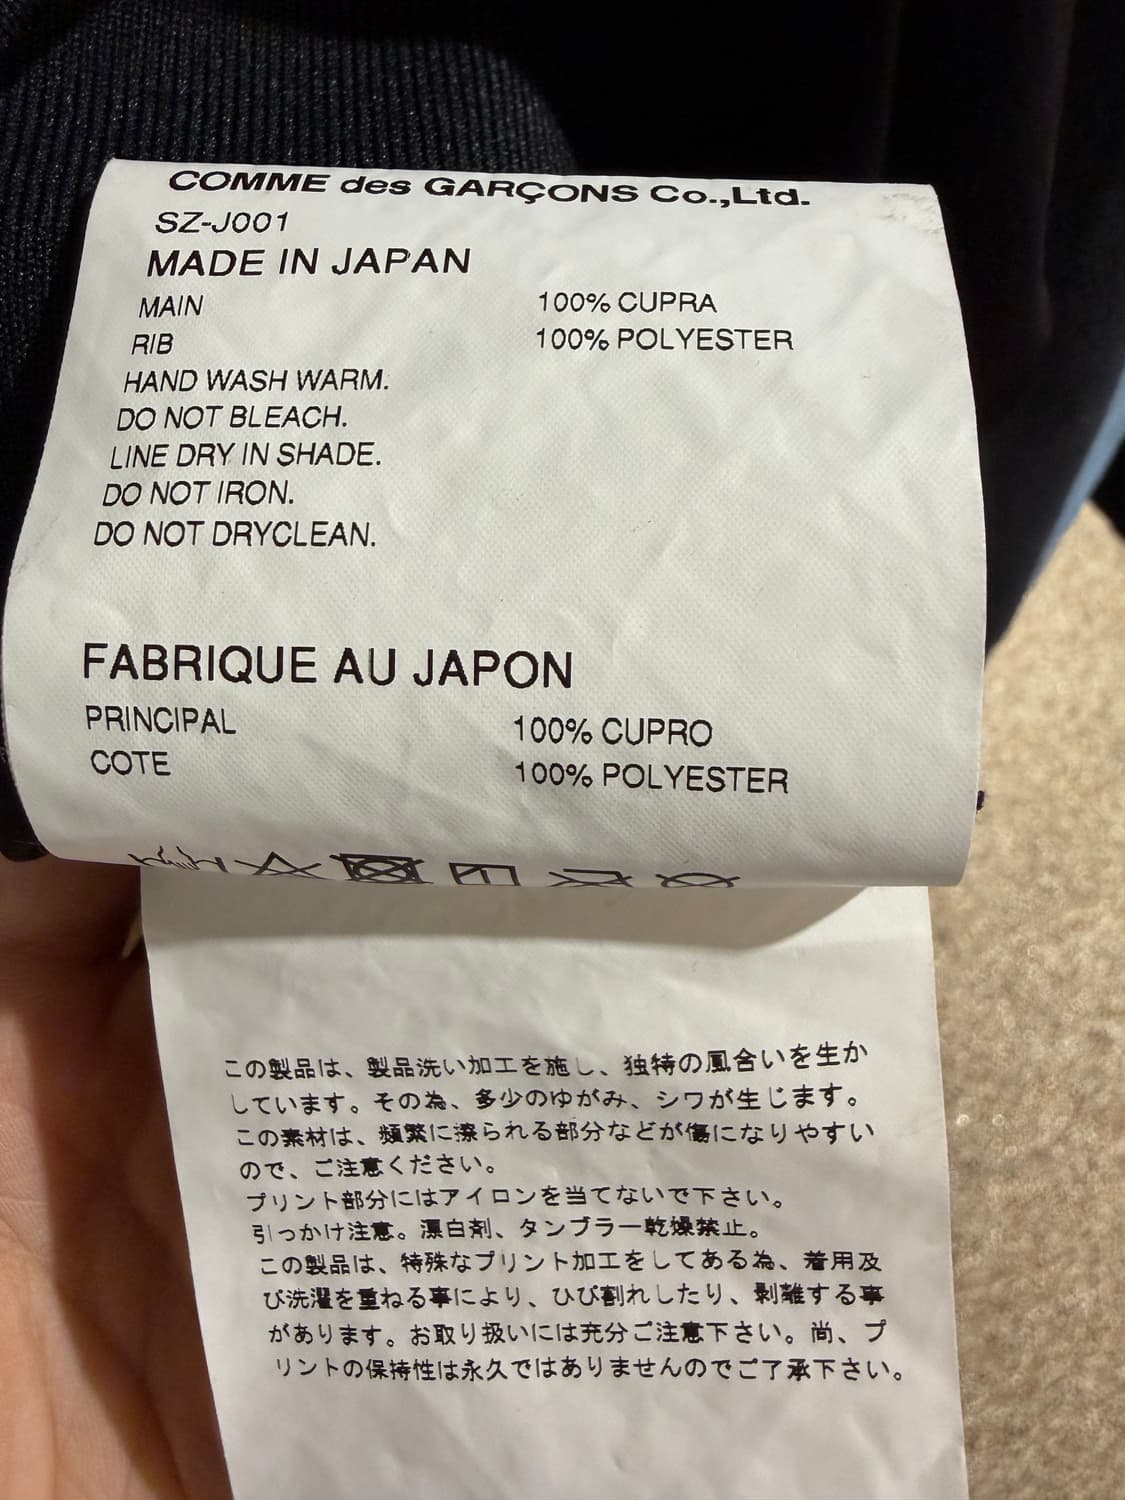 COMME des GARÇONS Co.,Ltd.
SZ-J001
MADE IN JAPAN
MAIN 100% CUPRA
RIB 100% POLYESTER
HAND WASH WARM.
DO NOT BLEACH.
LINE DRY IN SHADE.
DO NOT IRON.
DO NOT DRYCLEAN.
FABRIQUE AU JAPON
PRINCIPAL 100% CUPRO
COTE 100% POLYESTER
この製品は、製品洗い加工を施し、独特の風合いを生か
しています。その為、多少のゆがみ、シワが生じます。
この素材は、頻繁に擦られる部分などが傷になりやすい
ので、ご注意ください。
プリント部分にはアイロンを当てないで下さい。
引っかけ注意。漂白剤、タンブラー乾燥禁止。
この製品は、特殊なプリント加工をしてある為、着用及
び洗濯を重ねる事により、ひび割れしたり、剥離する事
があります。お取り扱いには充分ご注意下さい。尚、プ
リントの保持性は永久ではありませんのでご了承下さい。